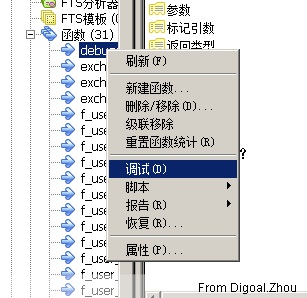 FTS分析器
FTS模板 (0
函数 (31)
debu
exch
exch
exch
f_use
f_use
f_use
f_use
f_use
f_u
f_use
f_use
f_use
f_use
f_user_
参数
标记引数
返回类型
刷新(F)
新建函数...
删除/移除(D)...
级联移除
重置函数统计(R)
调试(D)
脚本
报告(R)
恢复(R)...
属性(P)...
?
From Digoal.Zhou